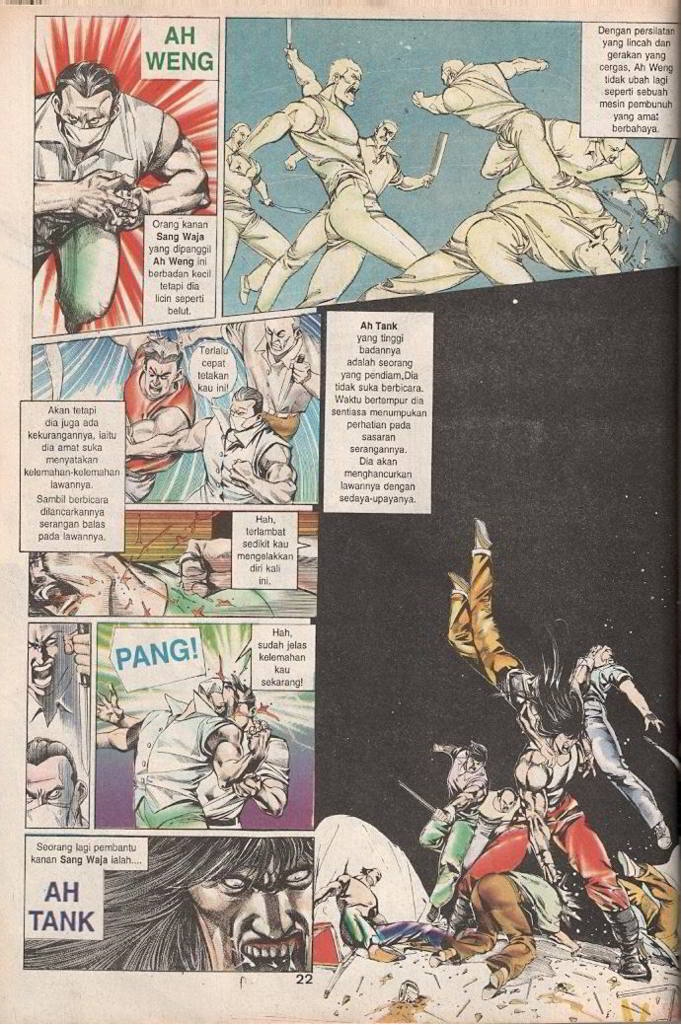 AH
WENG
Orang kanan
Sang Waja
yang dipanggil
Ah Weng ini
berbadan kecil
tetapi dia
licin seperti
belut.
Dengan persilatan
yang lincah dan
gerakan yang
cergas, Ah Weng
tidak ubah lagi
seperti sebuah
mesin pembunuh
yang amat
berbahaya.
Terlalu
cepat
tetakan
kau ini!
Akan tetapi
dia juga ada
kekurangannya, iaitu
dia amat suka
menyatakan
kelemahan-kelemahan
lawannya.
Sambil berbicara
dilancarkannya
serangan balas
pada lawannya.
Hah,
terlambat
sedikit kau
mengelakkan
diri kali
ini.
PANG!
Hah,
sudah jelas
kelemahan
kau
sekarang!
Seorang lagi pembantu
kanan Sang Waja ialah....
AH
TANK
Ah Tank
yang tinggi
badannya
adalah seorang
yang pendiam,Dia
tidak suka berbicara.
Waktu bertempur dia
sentiasa menumpukan
perhatian pada
sasaran
serangannya.
Dia akan
menghancurkan
lawannya dengan
sedaya-upayanya.
22